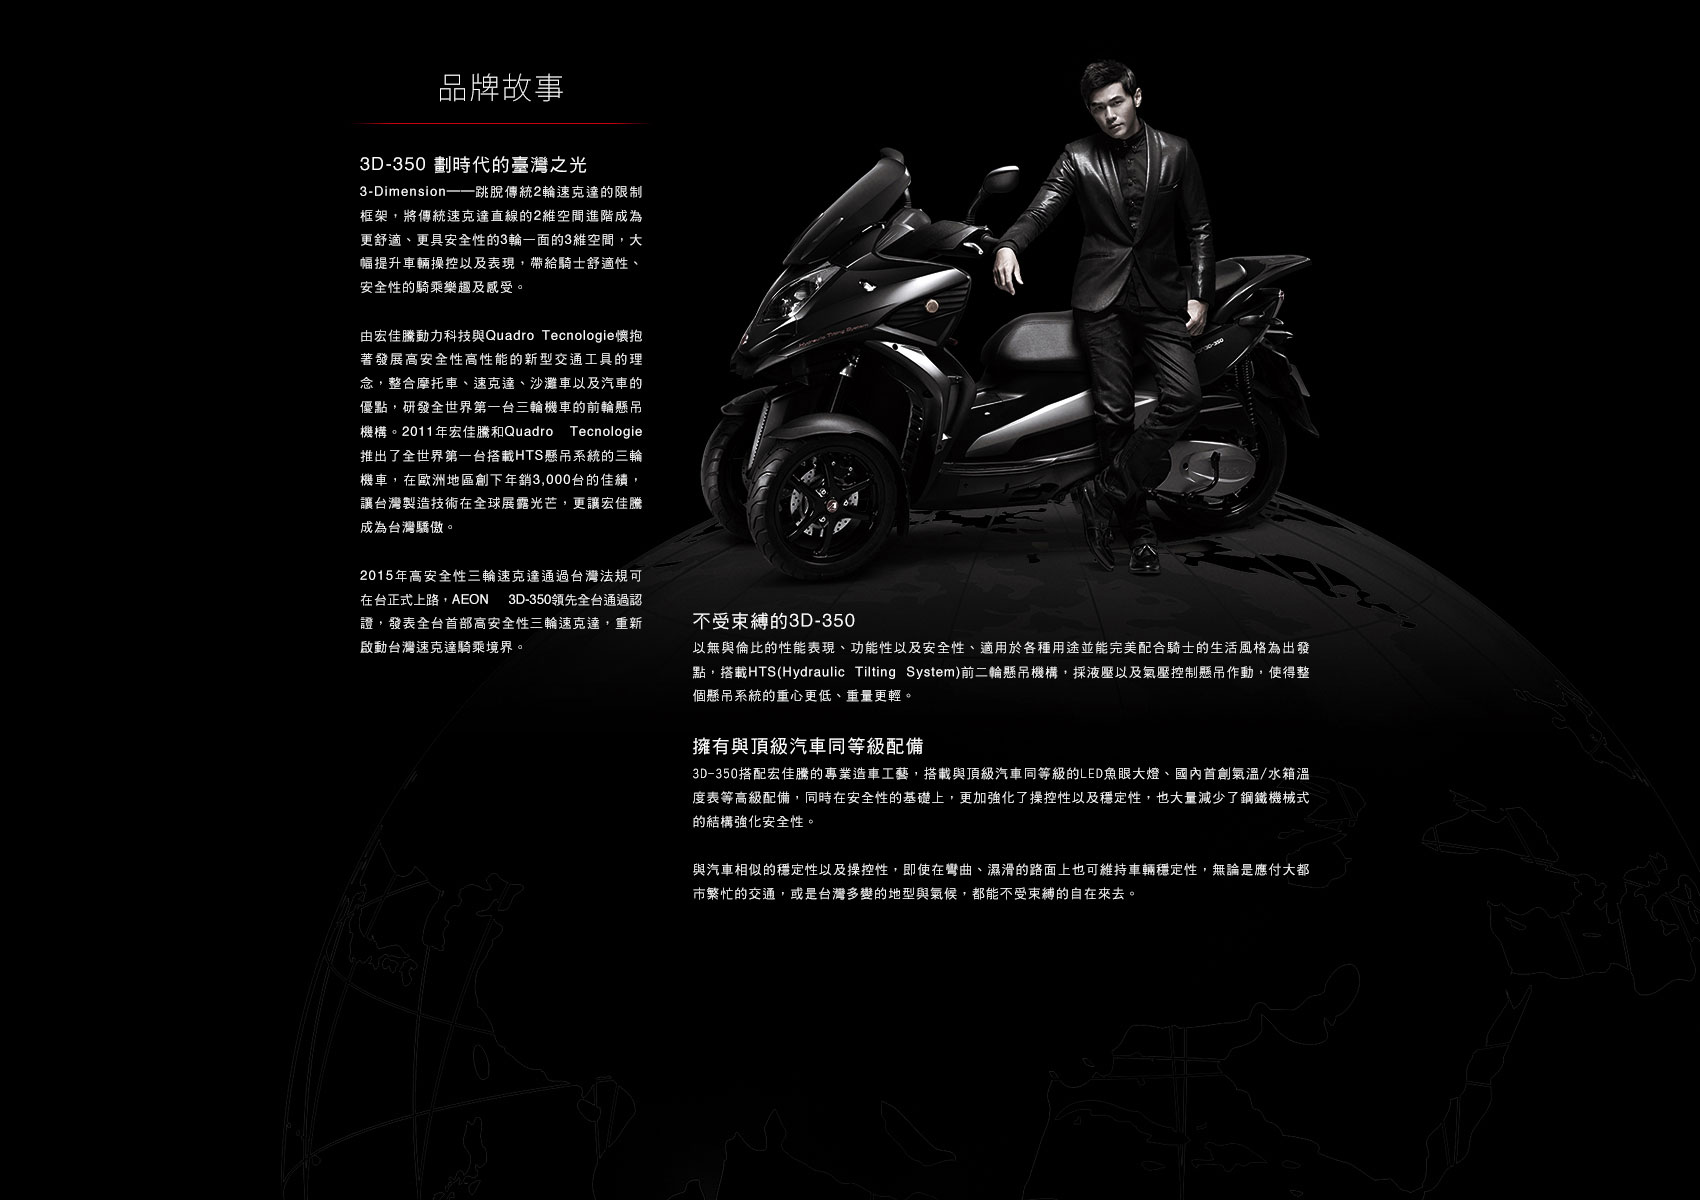 品牌故事
3D-350 劃時代的臺灣之光
3-Dimension──跳脫傳統2輪速克達的限制
框架，將傳統速克達直線的2維空間進階成為
更舒適、更具安全性的3輪一面的3維空間，大
幅提升車輛操控以及表現，帶給騎士舒適性、
安全性的騎乘樂趣及感受。
由宏佳騰動力科技與Quadro Tecnologie懷抱
著發展高安全性高性能的新型交通工具的理
念，整合摩托車、速克達、沙灘車以及汽車的
優點，研發全世界第一台三輪機車的前輪懸吊
機構。2011年宏佳騰和Quadro Tecnologie
推出了全世界第一台搭載HTS懸吊系統的三輪
機車，在歐洲地區創下年銷3,000台的佳績，
讓台灣製造技術在全球展露光芒，更讓宏佳騰
成為台灣驕傲。
2015年高安全性三輪速克達通過台灣法規可
在台正式上路，AEON 3D-350領先全台通過認
證，發表全台首部高安全性三輪速克達，重新
啟動台灣速克達騎乘境界。
Hydraulic Tilting System
3D-350
不受束縛的3D-350
以無與倫比的性能表現、功能性以及安全性、適用於各種用途並能完美配合騎士的生活風格為出發
點，搭載HTS(Hydraulic Tilting System)前二輪懸吊機構，採液壓以及氣壓控制懸吊作動，使得整
個懸吊系統的重心更低、重量更輕。
擁有與頂級汽車同等級配備
3D-350搭配宏佳騰的專業造車工藝，搭載與頂級汽車同等級的LED魚眼大燈、國內首創氣溫/水箱溫
度表等高級配備，同時在安全性的基礎上，更加強化了操控性以及穩定性，也大量減少了鋼鐵機械式
的結構強化安全性。
與汽車相似的穩定性以及操控性，即使在彎曲、濕滑的路面上也可維持車輛穩定性，無論是應付大都
市繁忙的交通，或是台灣多變的地型與氣候，都能不受束縛的自在來去。